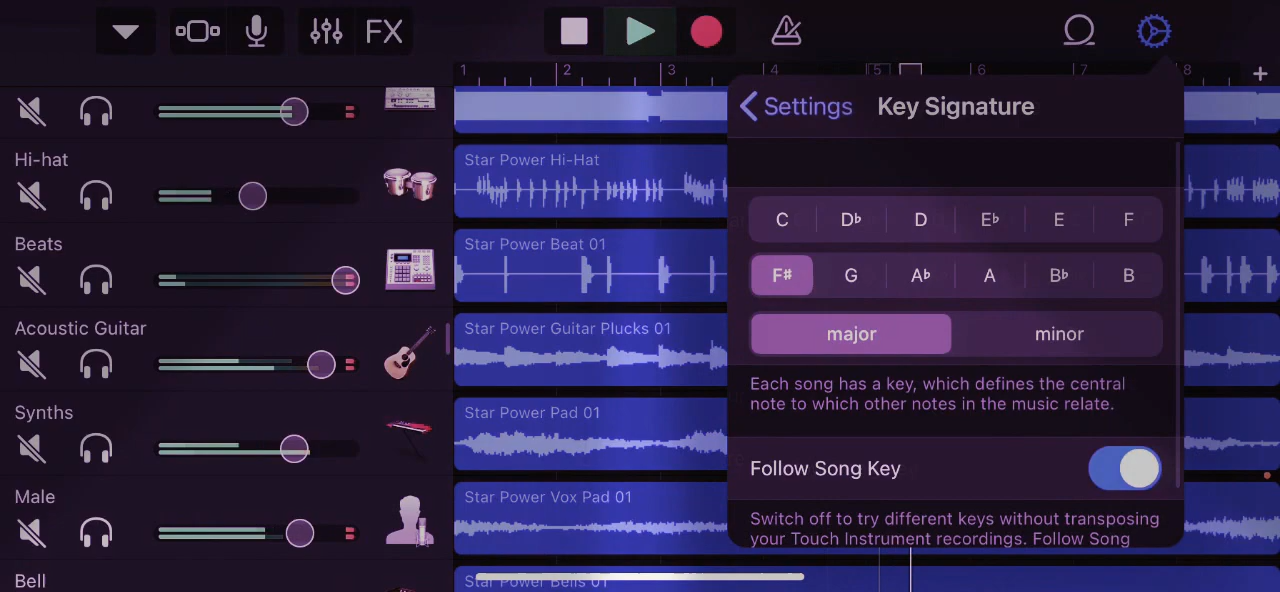 FX
1
2
3
4
5
6
7
8
+
Settings
Key Signature
Hi-hat
Star Power Hi-Hat
C D♭ D E♭ E F
Beats
Star Power Beat 01
F# G A♭ A B♭ B
Acoustic Guitar
Star Power Guitar Plucks 01
major minor
Each song has a key, which defines the central
note to which other notes in the music relate.
Synths
Star Power Pad 01
Follow Song Key
Male
Star Power Vox Pad 01
Switch off to try different keys without transposing
your Touch Instrument recordings. Follow Song
Bell
Star Power Bells 01